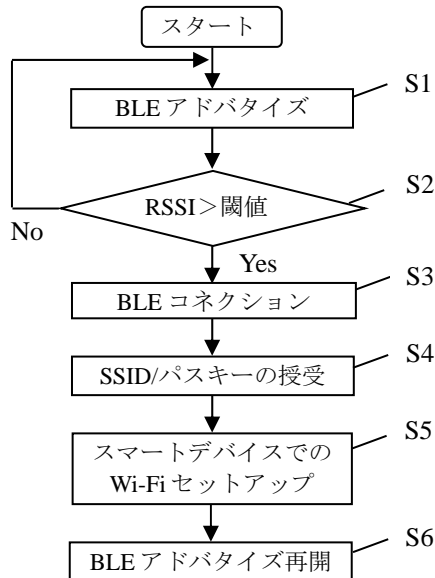 スタート
BLE アドバタイズ
S1
RSSI＞閾値
S2
No
Yes
BLE コネクション
S3
SSID/パスキーの授受
S4
スマートデバイスでの
Wi-Fi セットアップ
S5
BLE アドバタイズ再開
S6